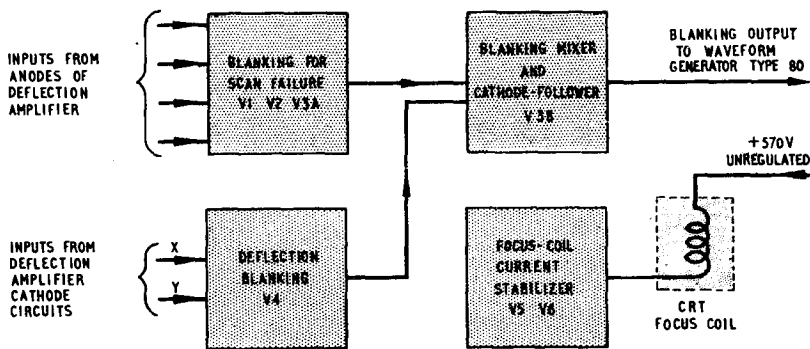 INPUTS FROM
ANODES OF
DEFLECTION
AMPLIFIER
BLANKING FOR
SCAN FAILURE
V1 V2 V3A
BLANKING MIXER
AND
CATHODE-FOLLOWER
V3B
BLANKING OUTPUT
TO WAVEFORM
GENERATOR TYPE 80
+570V
UNREGULATED
INPUTS FROM
DEFLECTION
AMPLIFIER
CATHODE
CIRCUITS
X
Y
DEFLECTION
BLANKING
V4
FOCUS-COIL
CURRENT
STABILIZER
V5 V6
CRT
FOCUS COIL